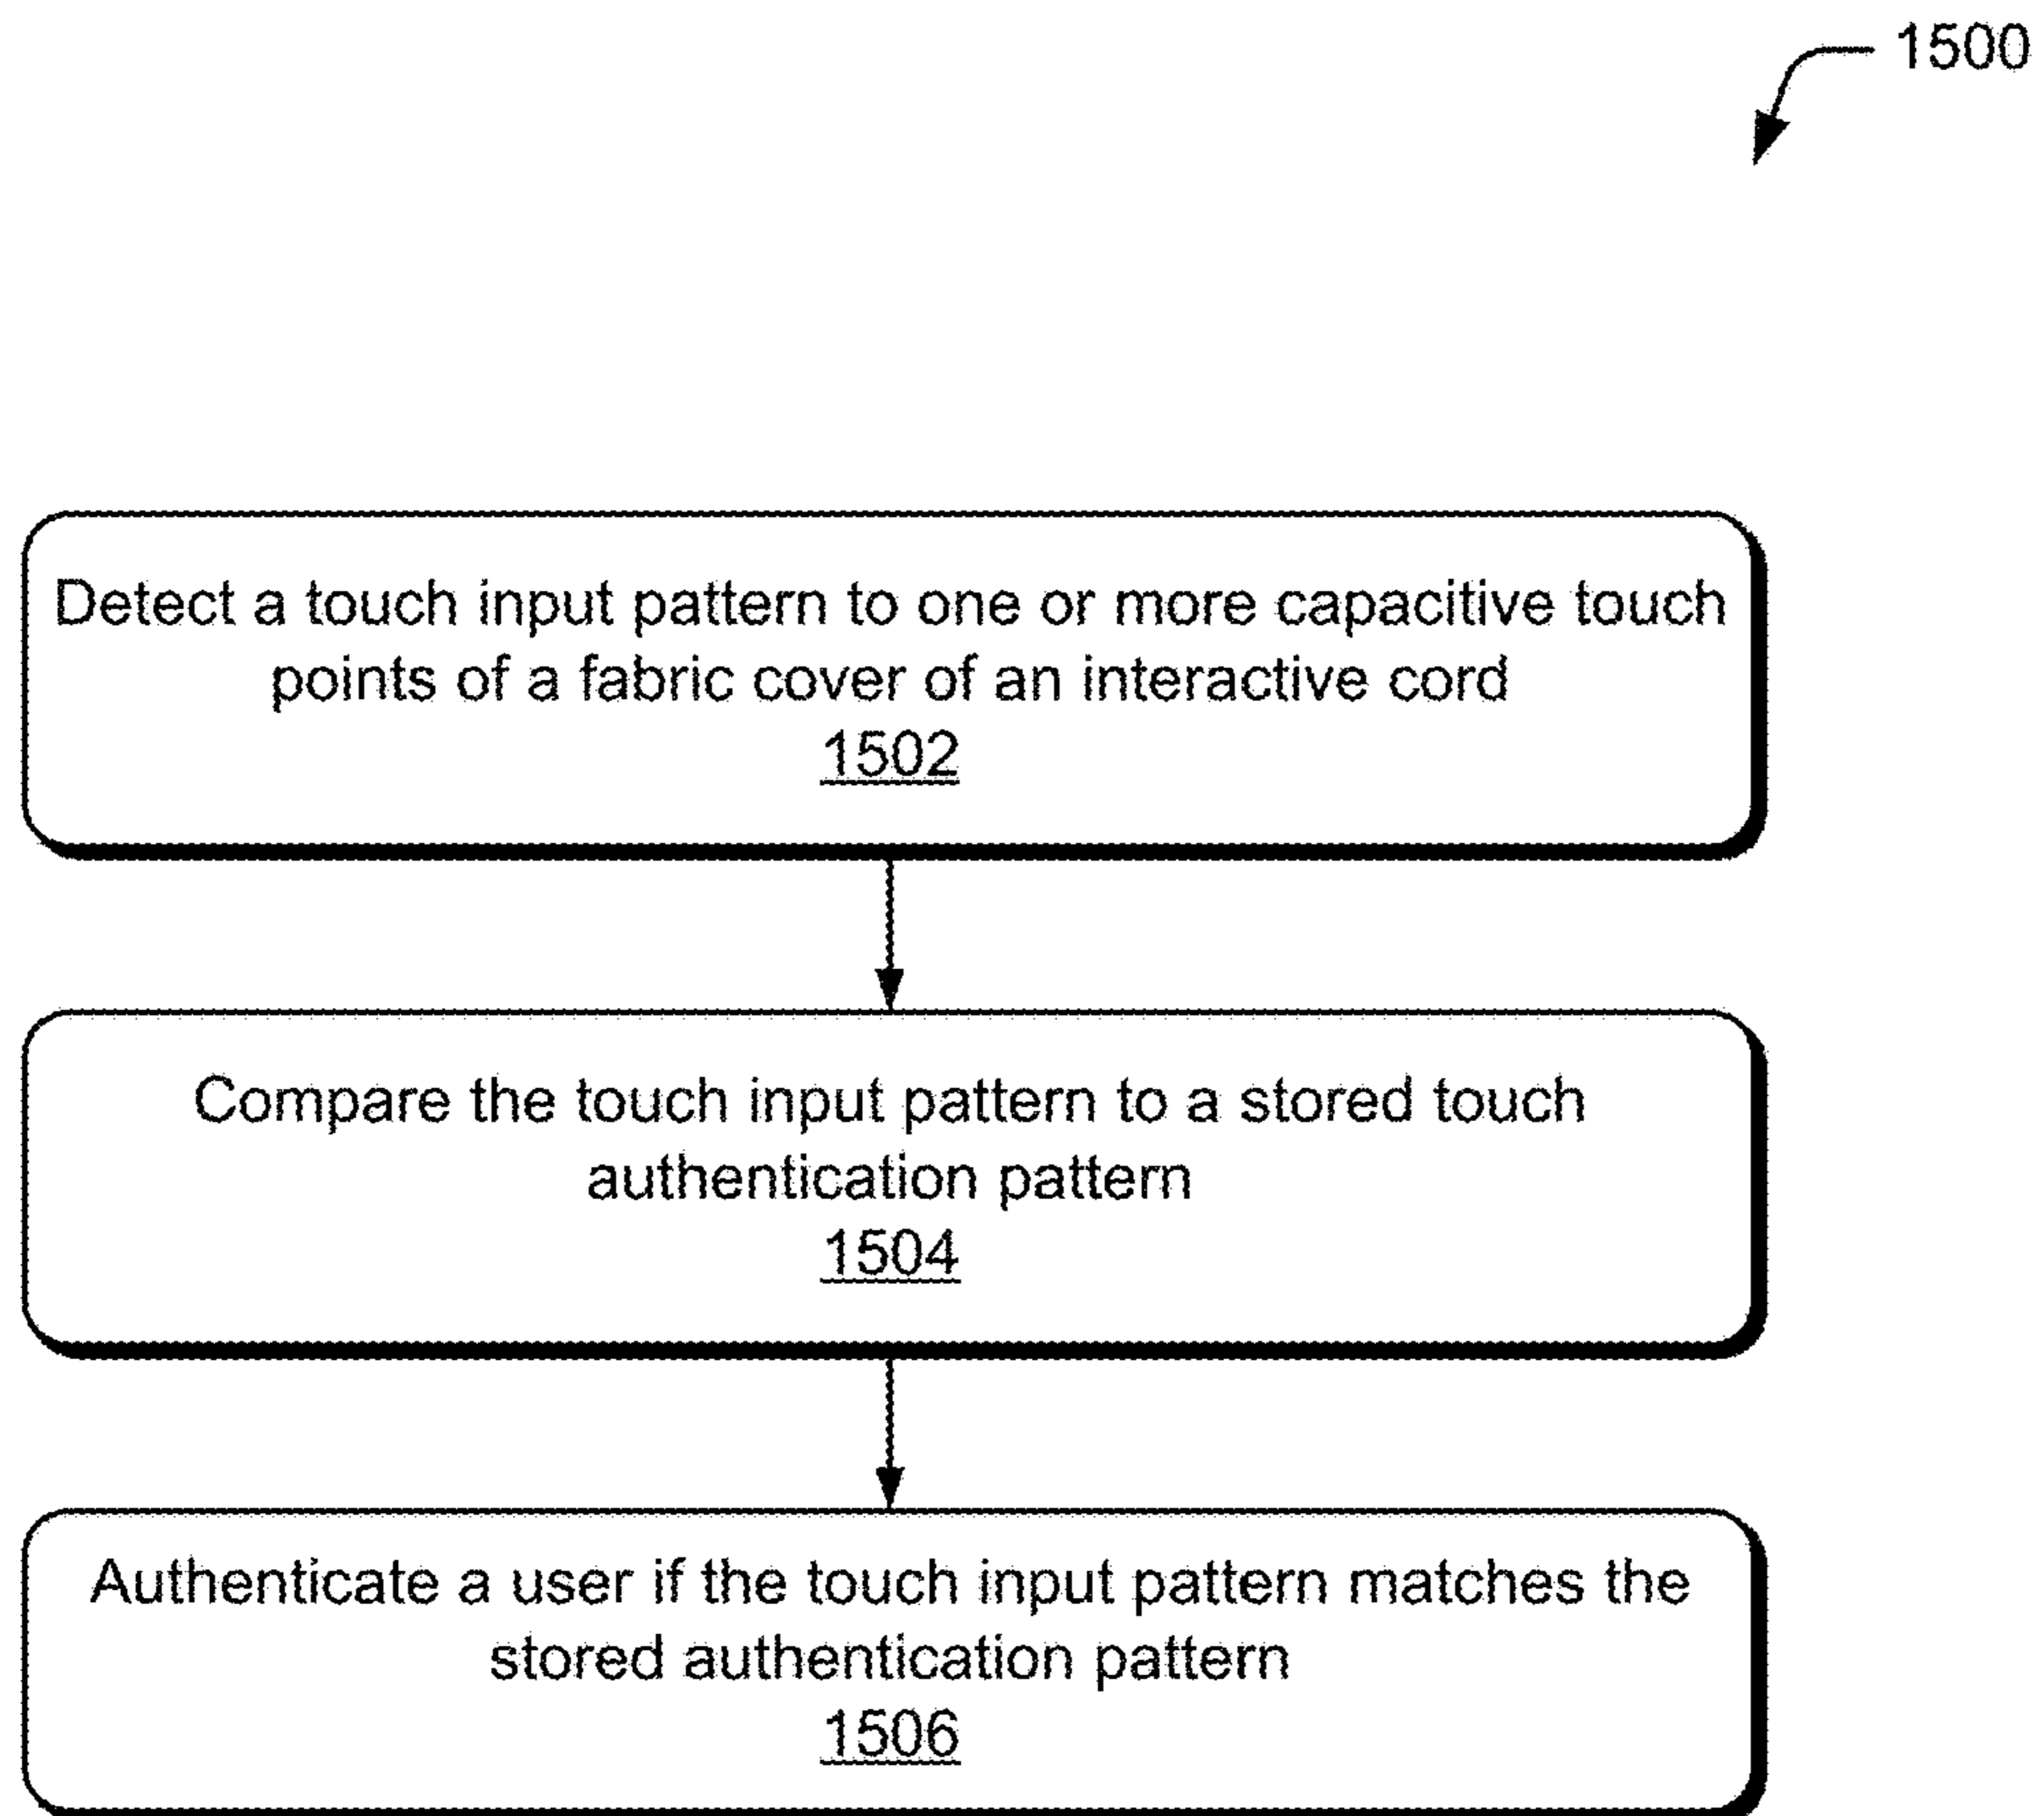 1500
Detect a touch input pattern to one or more capacitive touch
points of a fabric cover of an interactive cord
1502
Compare the touch input pattern to a stored touch
authentication pattern
1504
Authenticate a user if the touch input pattern matches the
stored authentication pattern
1506